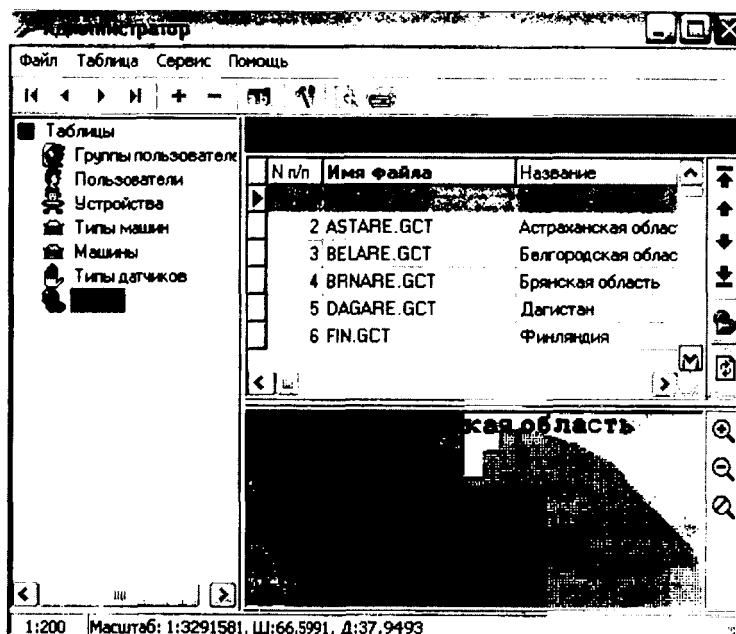 Администратор
Файл Таблица Сервис Помощь
Таблицы
Группы пользователе
Пользователи
Устройства
Типы машин
Машины
Типы датчиков
N п/п Имя файла Название
2 ASTARE.GCT Астраханская облас
3 BELARE.GCT Белгородская облас
4 BRNARE.GCT Брянская область
5 DAGARE.GCT Дагистан
6 FIN.GCT Финляндия
кая область
1:200 Масштаб: 1:3291581, Ш:66,5991, Д:37,9493